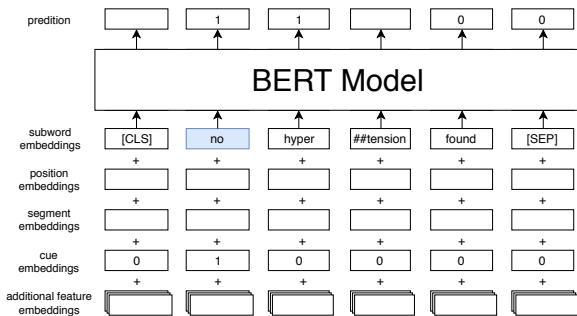 predition 1 1 0 0
BERT Model
subword embeddings [CLS] no hyper ##tension found [SEP]
+ + + + + +
position embeddings
+ + + + + +
segment embeddings
+ + + + + +
cue embeddings 0 1 0 0 0 0
+ + + + + +
additional feature embeddings